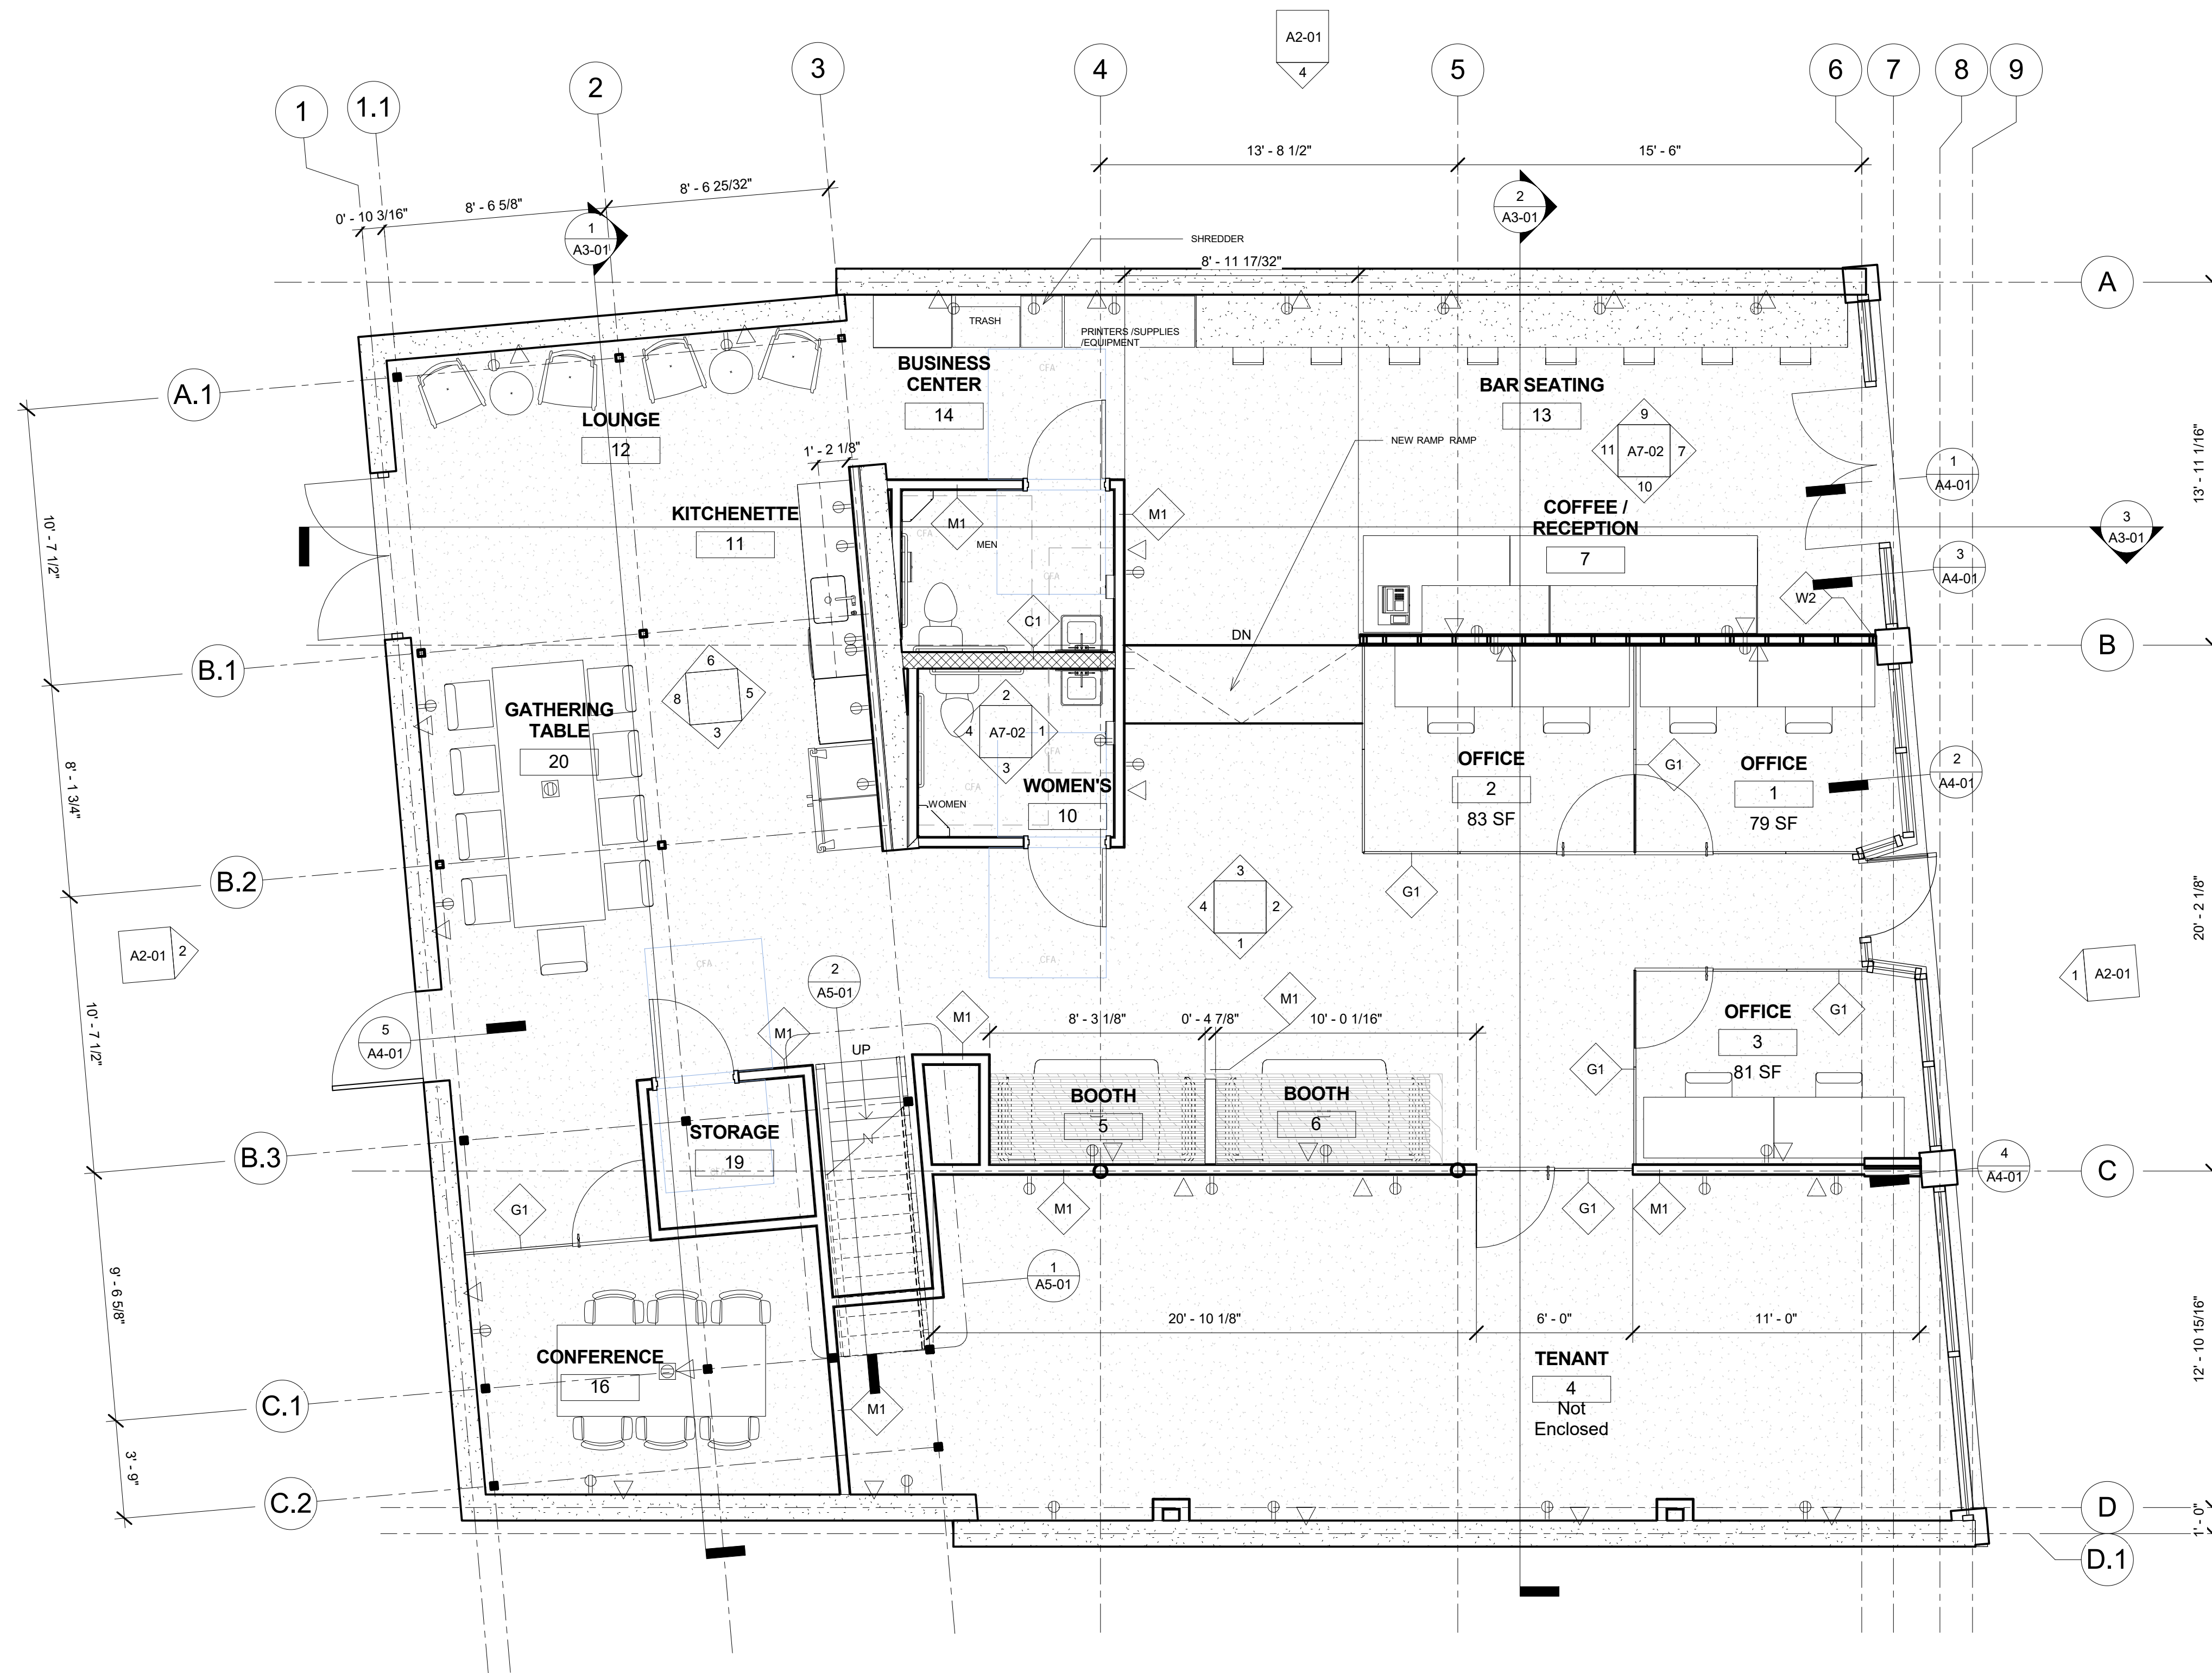 A2-01
4
1
1.1
2
3
4
5
6
7
8
9
13' - 8 1/2"
15' - 6"
0' - 10 3/16"
8' - 6 5/8"
8' - 6 25/32"
1
A3-01
2
A3-01
SHREDDER
8' - 11 17/32"
A
TRASH
PRINTERS /SUPPLIES
/EQUIPMENT
A.1
LOUNGE
12
BUSINESS
CENTER
14
CFA
BAR SEATING
13
9
11
A7-02
7
10
1' - 2 1/8"
NEW RAMP RAMP
13' - 11 1/16"
1
A4-01
KITCHENETTE
11
M1
MEN
M1
CFA
CFA
COFFEE /
RECEPTION
7
3
A3-01
3
A4-01
W2
C1
10' - 7 1/2"
DN
B
B.1
6
8
5
3
GATHERING
TABLE
20
2
4
A7-02
1
3
CFA
CFA
WOMEN
WOMEN'S
10
OFFICE
2
83 SF
G1
OFFICE
1
79 SF
2
A4-01
8' - 1 3/4"
B.2
G1
3
4
2
1
20' - 2 1/8"
A2-01
2
CFA
CFA
1
A2-01
2
A5-01
M1
M1
M1
8' - 3 1/8"
0' - 4 7/8"
10' - 0 1/16"
OFFICE
3
81 SF
G1
G1
5
A4-01
10' - 7 1/2"
UP
BOOTH
5
BOOTH
6
B.3
STORAGE
19
CFA
4
A4-01
C
G1
M1
G1
M1
1
A5-01
9' - 6 5/8"
20' - 10 1/8"
6' - 0"
11' - 0"
12' - 10 15/16"
CONFERENCE
16
TENANT
4
Not
Enclosed
C.1
M1
3' - 9"
C.2
D
1' - 0"
D.1